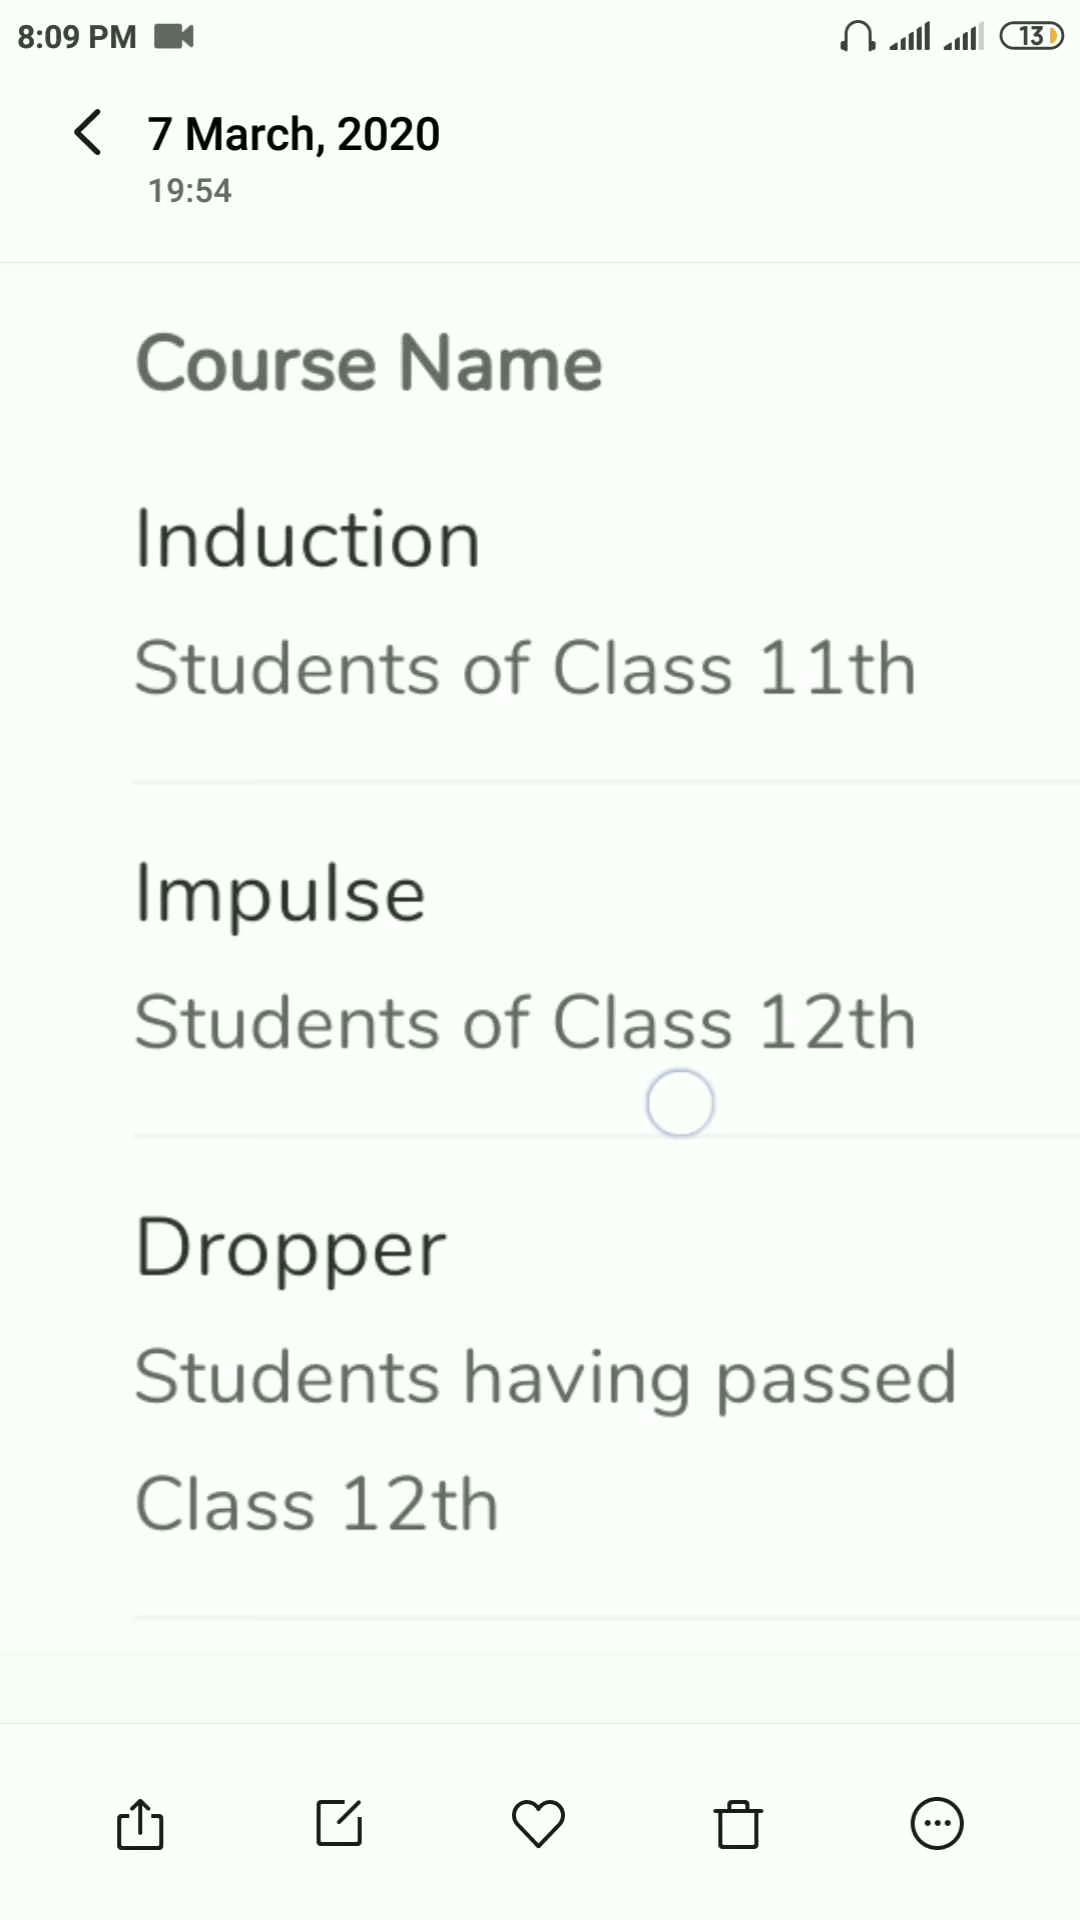 8:09 PM
13
7 March, 2020
19:54
Course Name
Induction
Students of Class 11th
Impulse
Students of Class 12th
Dropper
Students having passed
Class 12th